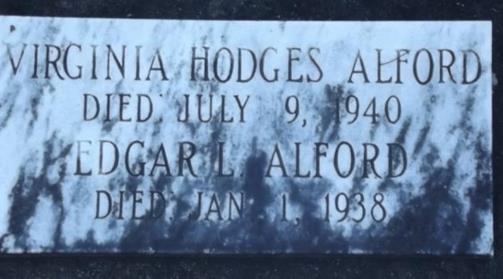 VIRGINIA HODGES ALFORD
DIED. JULY 9, 1940
EDGAR L. ALFORD
DIED. JAN. 1, 1938